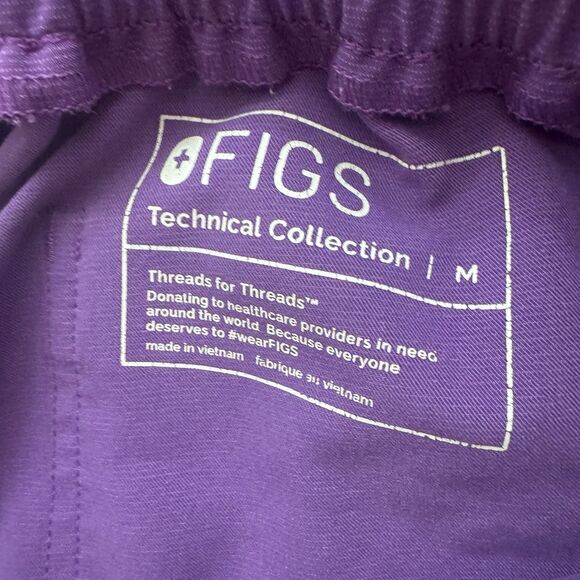 FIGS
Technical Collection | M
Threads for Threads™
Donating to healthcare providers in need
around the world. Because everyone
deserves to #wearFIGS
made in vietnam fabriqué au vietnam